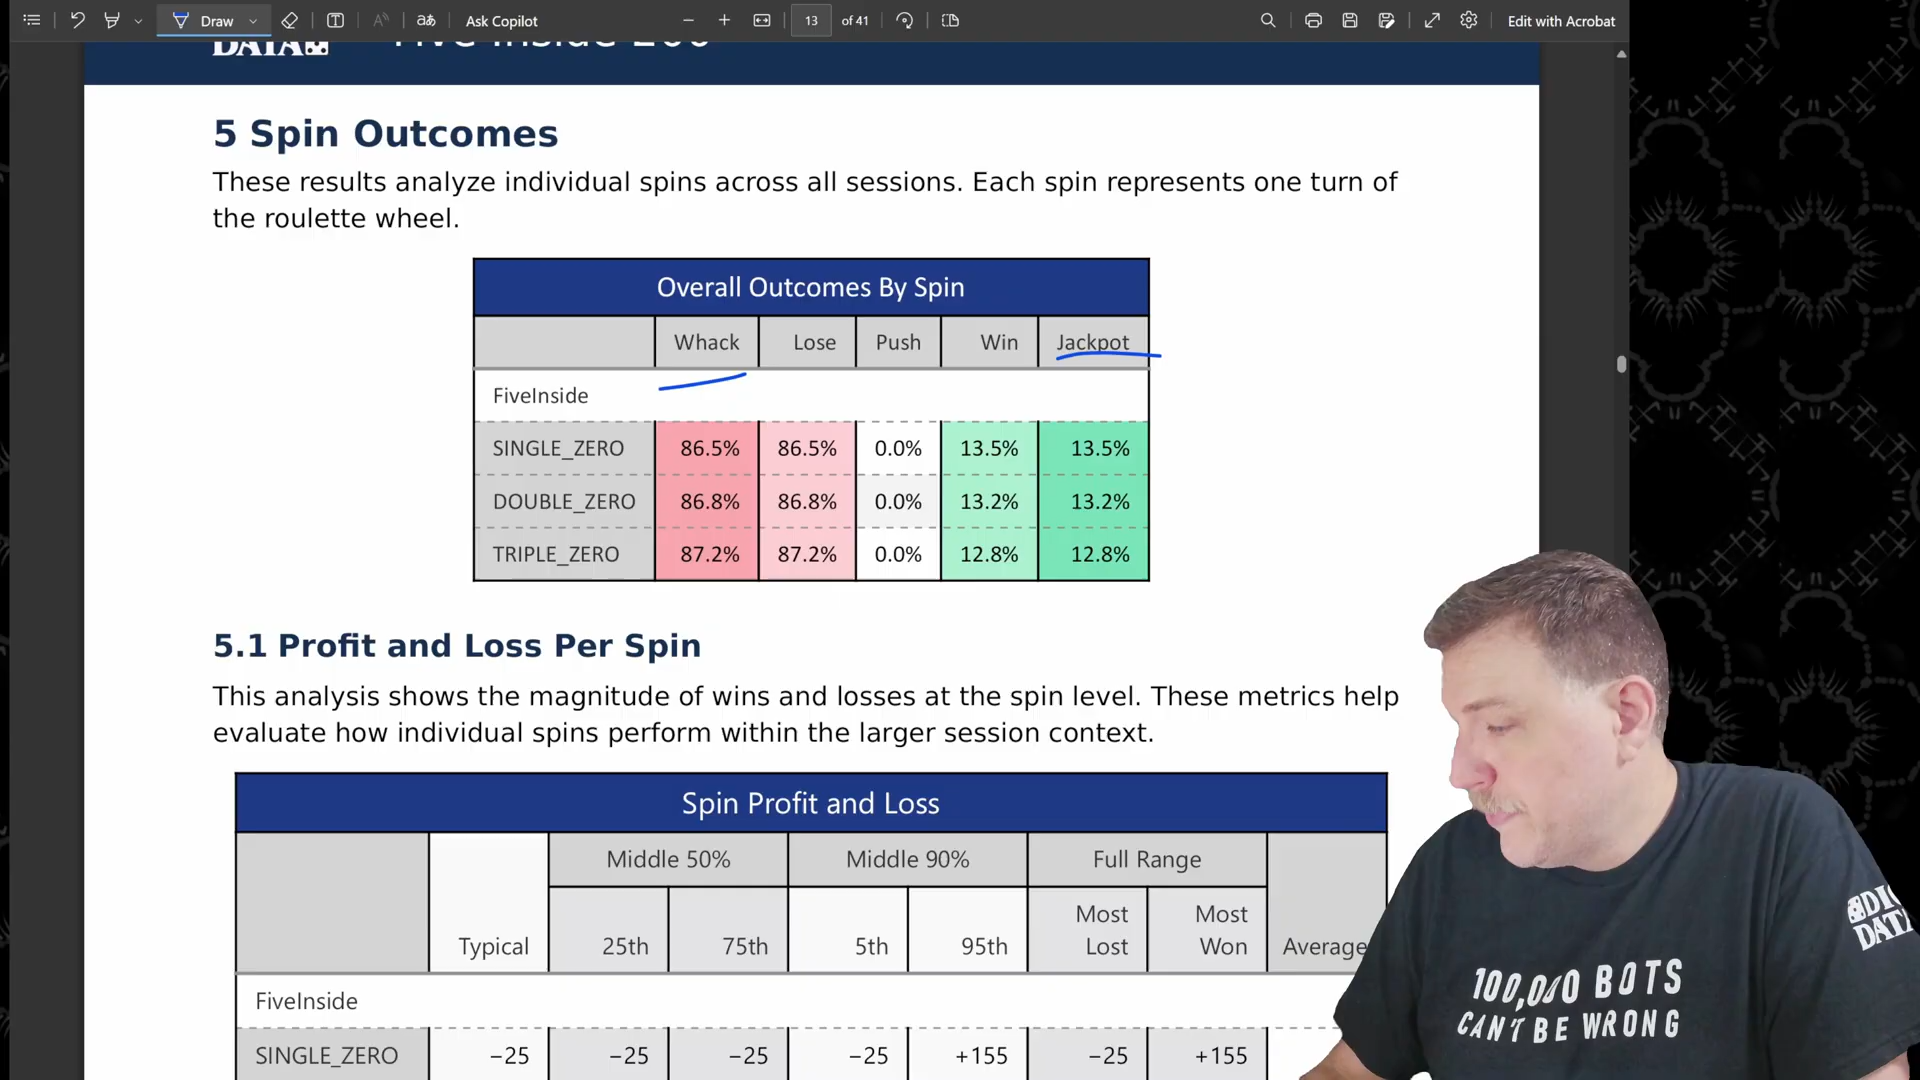 Draw
Ask Copilot
13 of 41
Edit with Acrobat
DATA Five Inside 200
5 Spin Outcomes
These results analyze individual spins across all sessions. Each spin represents one turn of
the roulette wheel.
Overall Outcomes By Spin
Whack Lose Push Win Jackpot
FiveInside
SINGLE_ZERO 86.5% 86.5% 0.0% 13.5% 13.5%
DOUBLE_ZERO 86.8% 86.8% 0.0% 13.2% 13.2%
TRIPLE_ZERO 87.2% 87.2% 0.0% 12.8% 12.8%
5.1 Profit and Loss Per Spin
This analysis shows the magnitude of wins and losses at the spin level. These metrics help
evaluate how individual spins perform within the larger session context.
Spin Profit and Loss
Middle 50% Middle 90% Full Range
Most Most
Typical 25th 75th 5th 95th Lost Won Average
FiveInside
SINGLE_ZERO −25 −25 −25 −25 +155 −25 +155
100,000 BOTS
CAN'T BE WRONG